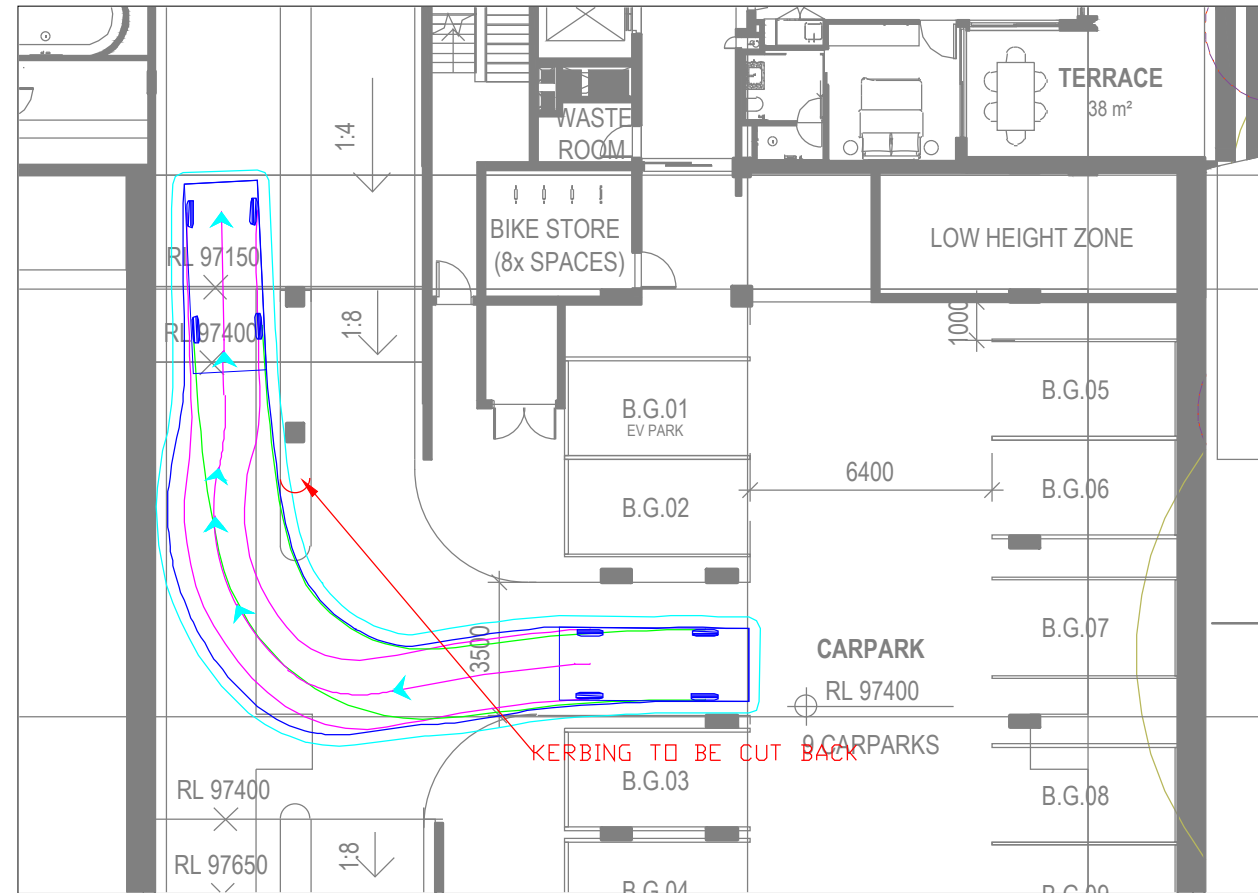 TERRACE
38 m²
WASTE
ROOM
1:4
BIKE STORE
(8x SPACES)
LOW HEIGHT ZONE
RL 97150
RL 97400
1:8
1000
B.G.01
EV PARK
B.G.05
6400
B.G.02
B.G.06
3500
CARPARK
B.G.07
RL 97400
KERBING TO BE CUT BACK
9 CARPARKS
B.G.03
RL 97400
B.G.08
RL 97650
1:8
B.G.04
B.G.09